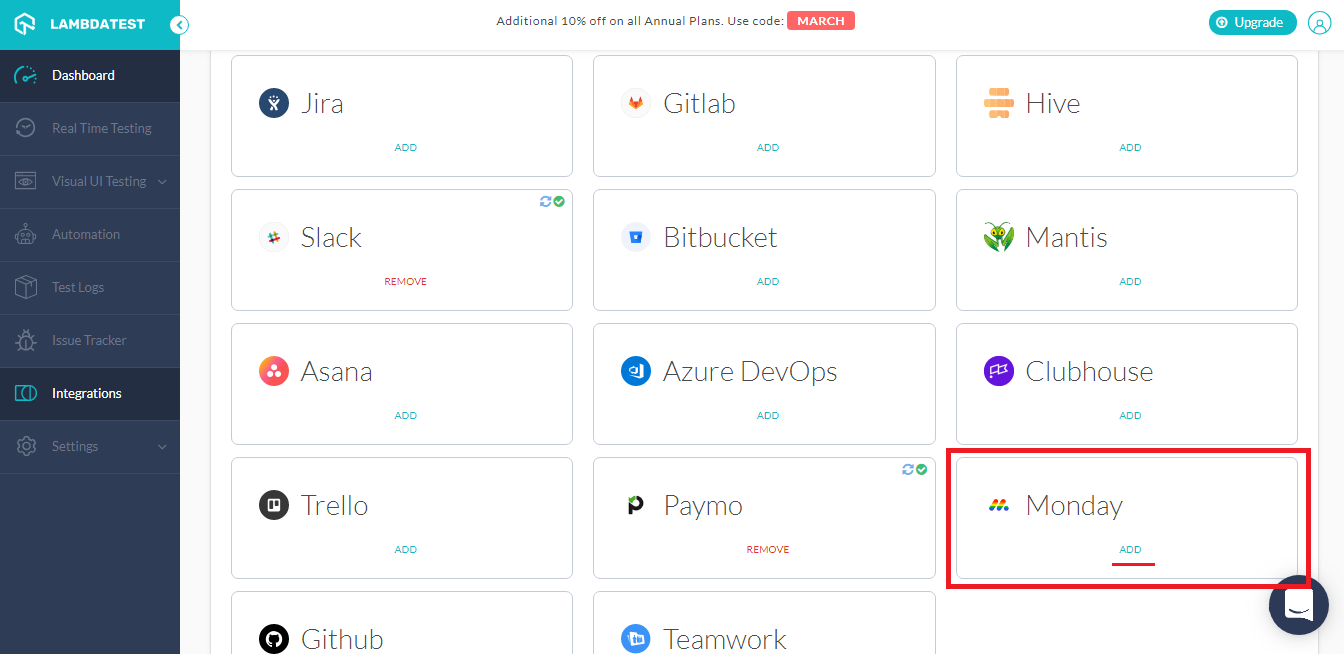 LAMBDATEST
Additional 10% off on all Annual Plans. Use code: MARCH
Upgrade
Dashboard
Real Time Testing
Visual UI Testing
Automation
Test Logs
Issue Tracker
Integrations
Settings
Jira
ADD
Gitlab
ADD
Hive
ADD
Slack
REMOVE
Bitbucket
ADD
Mantis
ADD
Asana
ADD
Azure DevOps
ADD
Clubhouse
ADD
Trello
ADD
Paymo
REMOVE
Monday
ADD
Github
Teamwork